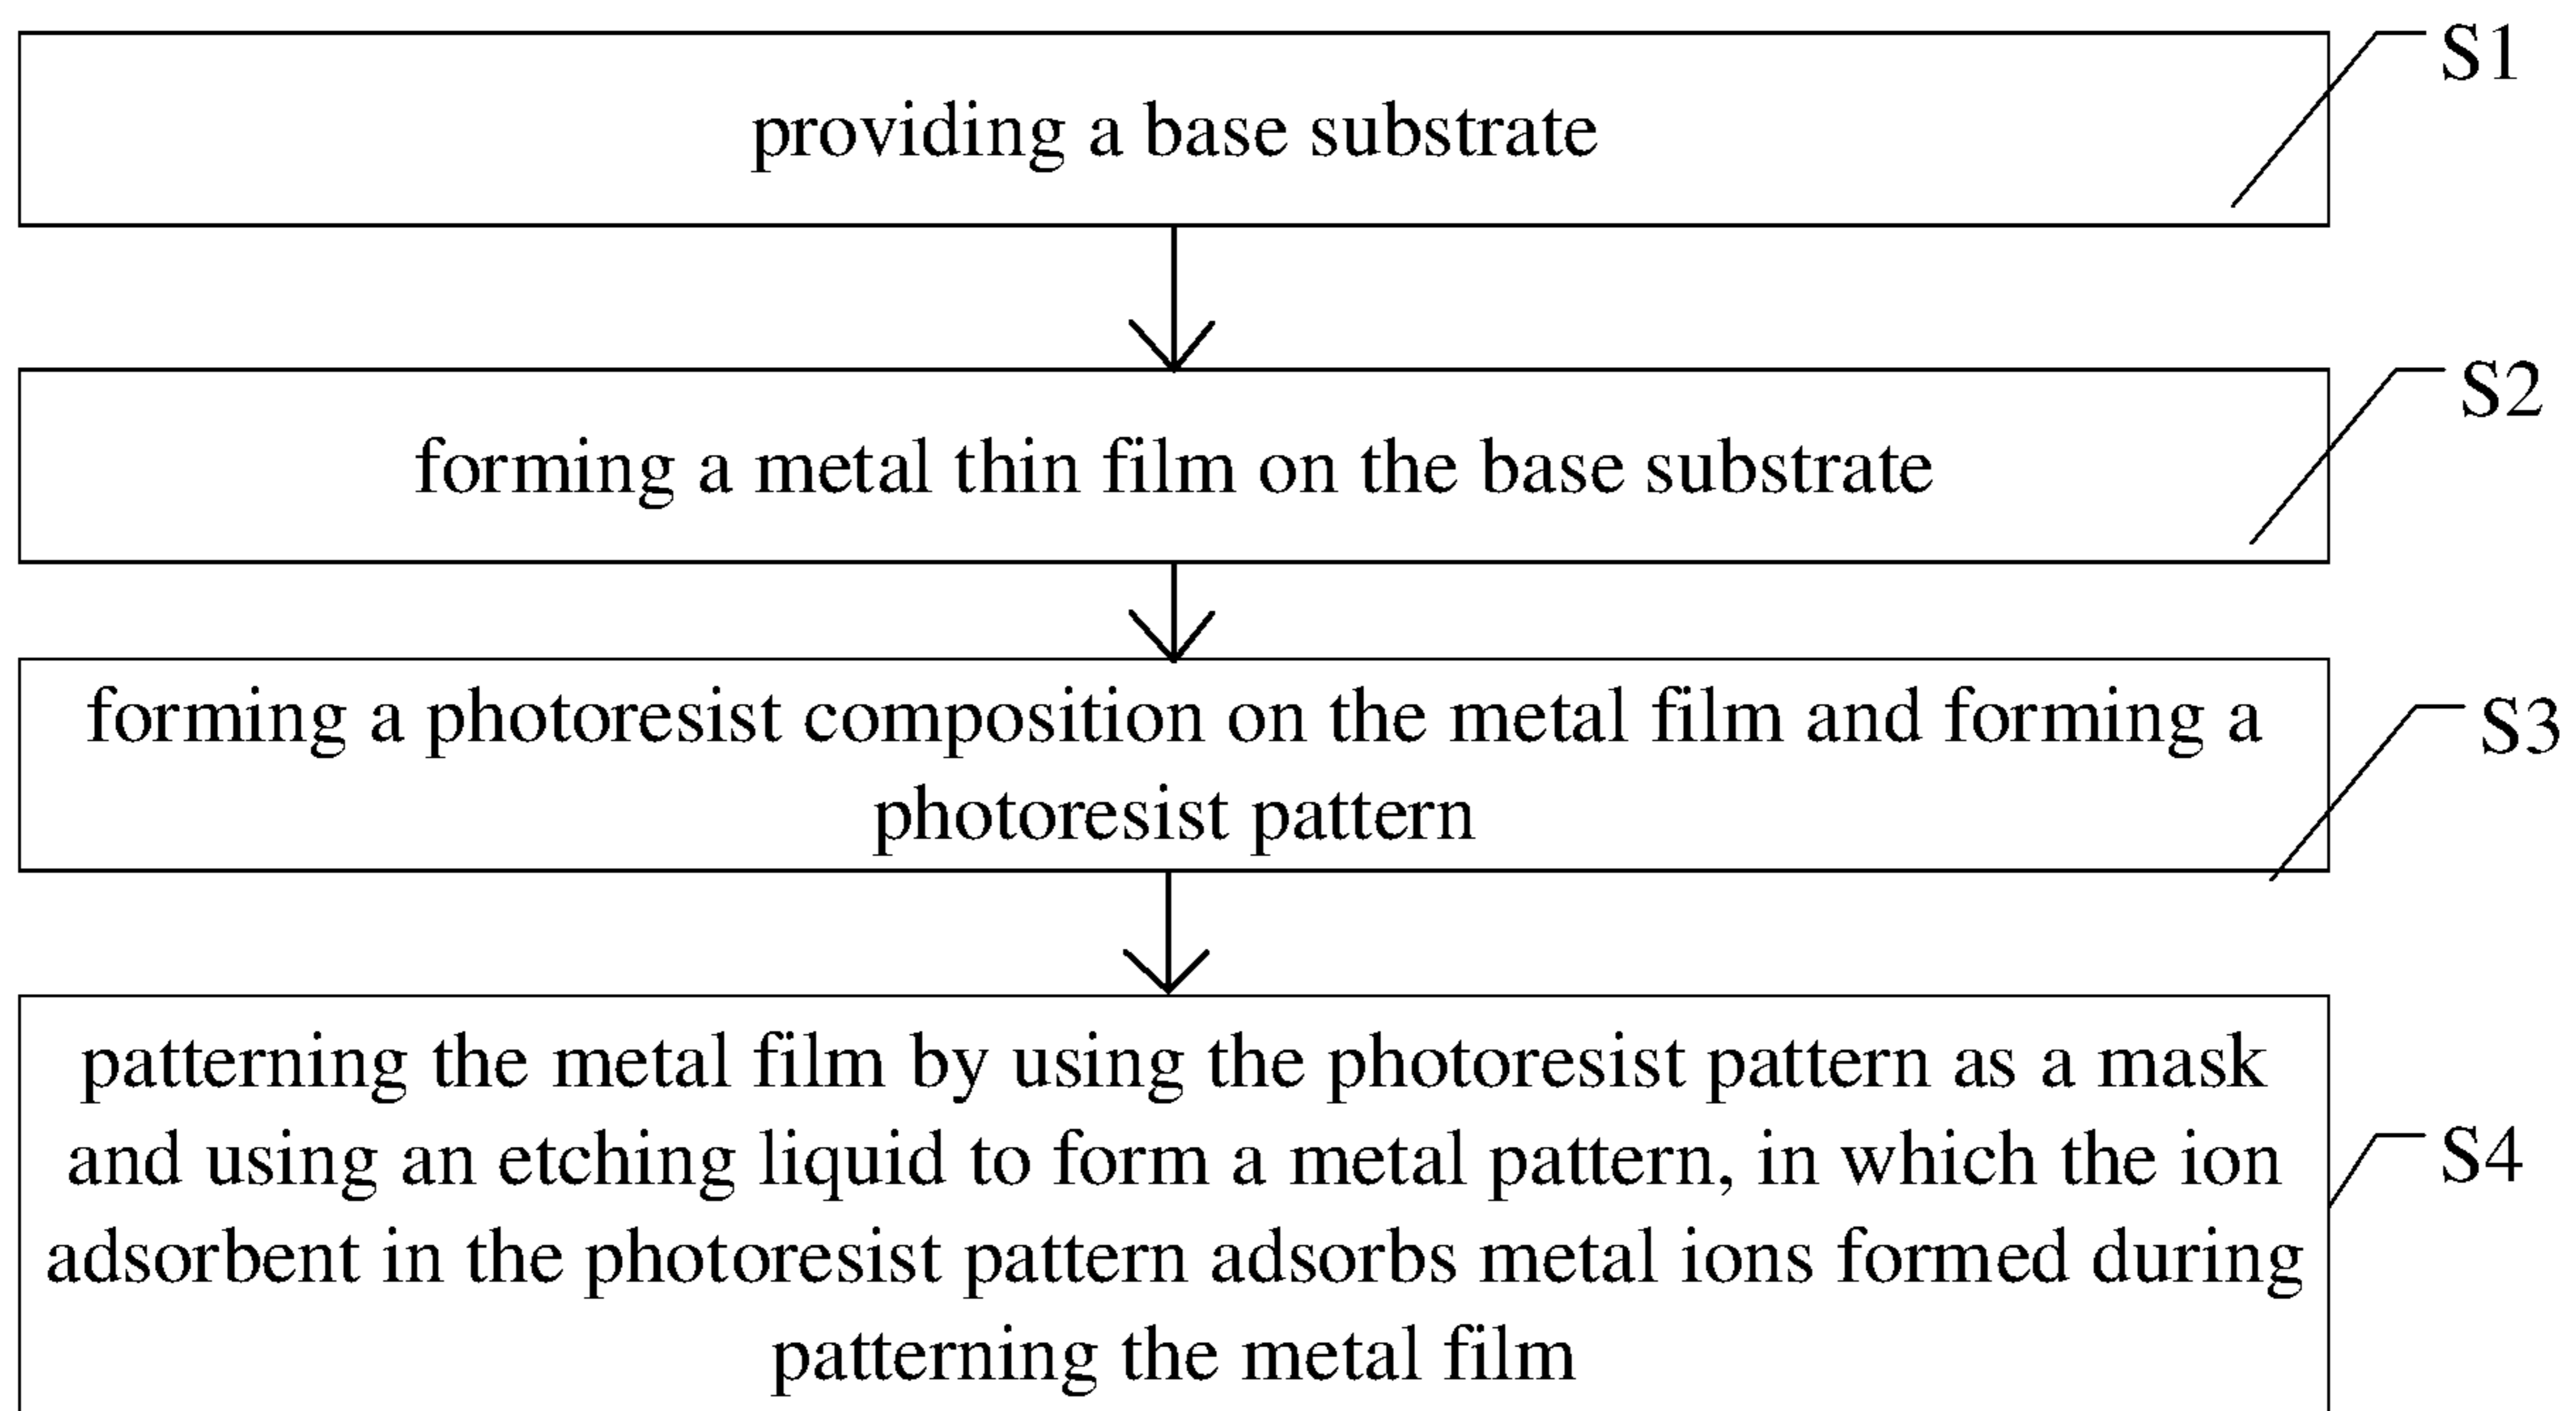 S1
providing a base substrate
S2
forming a metal thin film on the base substrate
S3
forming a photoresist composition on the metal film and forming a
photoresist pattern
S4
patterning the metal film by using the photoresist pattern as a mask
and using an etching liquid to form a metal pattern, in which the ion
adsorbent in the photoresist pattern adsorbs metal ions formed during
patterning the metal film